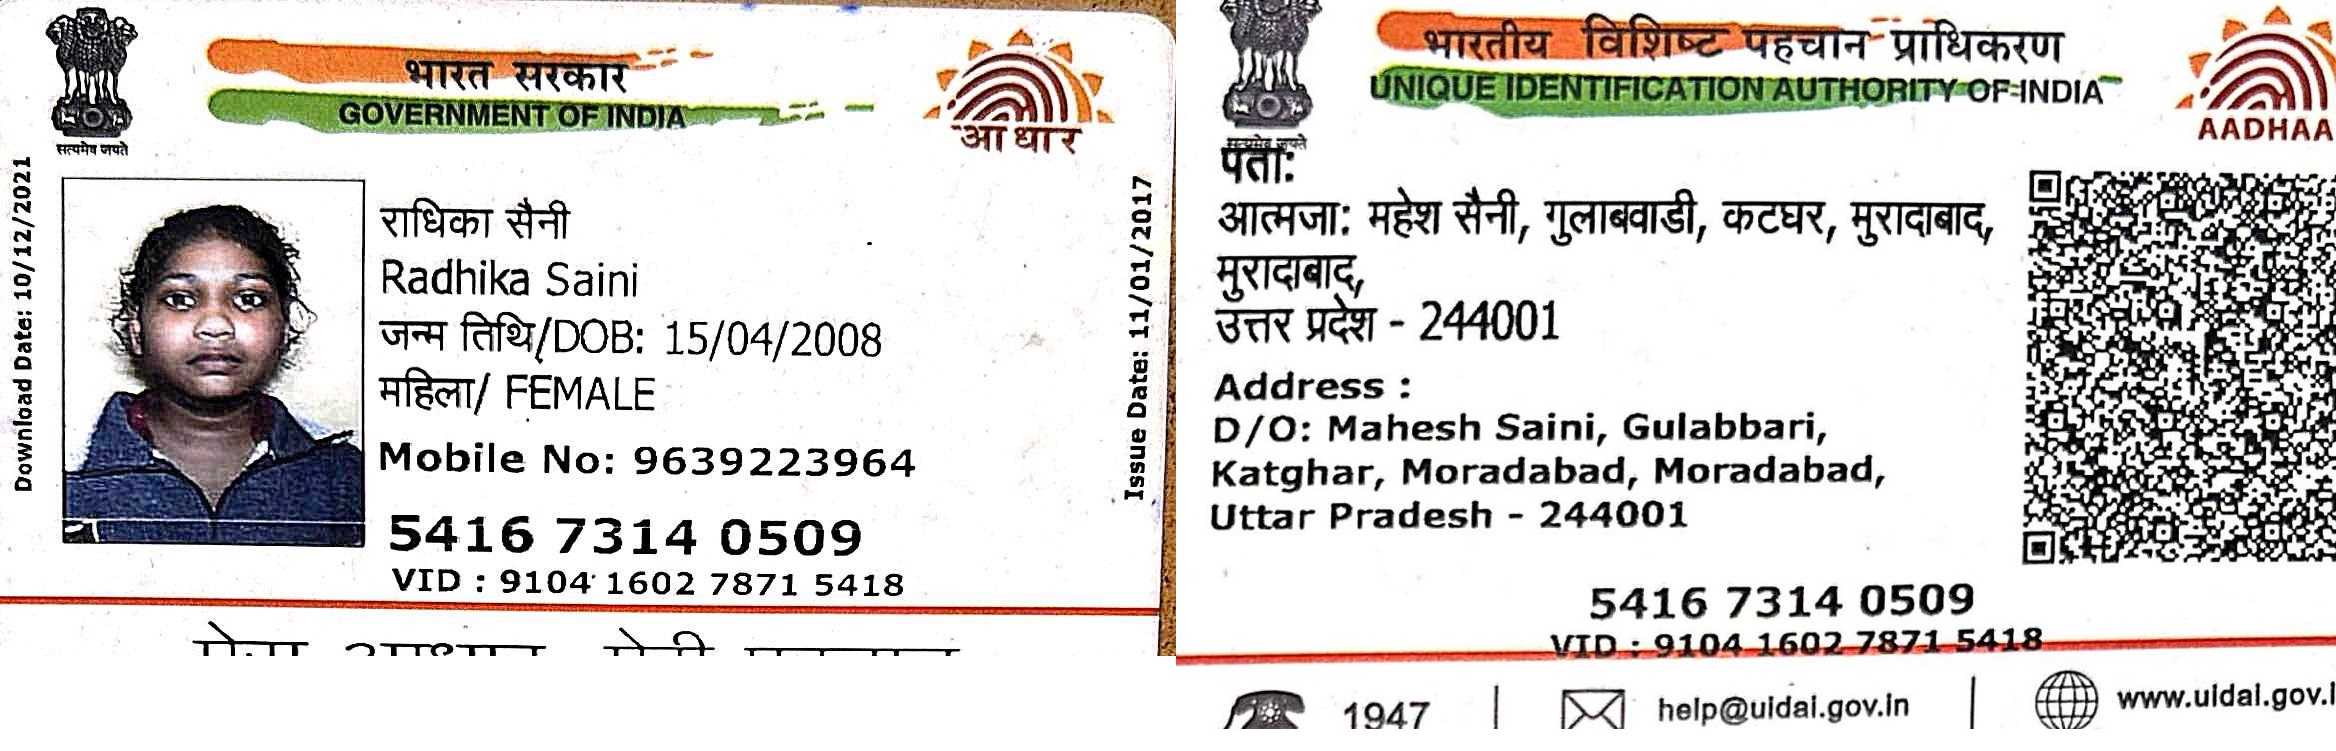 भारत सरकार
GOVERNMENT OF INDIA
सत्यमेव जयते
आधार
Download Date: 10/12/2021
Issue Date: 11/01/2017
राधिका सैनी
Radhika Saini
जन्म तिथि/DOB: 15/04/2008
महिला/ FEMALE
Mobile No: 9639223964
5416 7314 0509
VID : 9104 1602 7871 5418
भारतीय विशिष्ट पहचान प्राधिकरण
UNIQUE IDENTIFICATION AUTHORITY OF INDIA
सत्यमेव जयते
AADHAA
पता:
आत्मजा: महेश सैनी, गुलाबवाडी, कटघर, मुरादाबाद,
मुरादाबाद,
उत्तर प्रदेश - 244001
Address :
D/O: Mahesh Saini, Gulabbari,
Katghar, Moradabad, Moradabad,
Uttar Pradesh - 244001
5416 7314 0509
VID : 9104 1602 7871 5418
1947
help@uidai.gov.in
www.uidai.gov.i